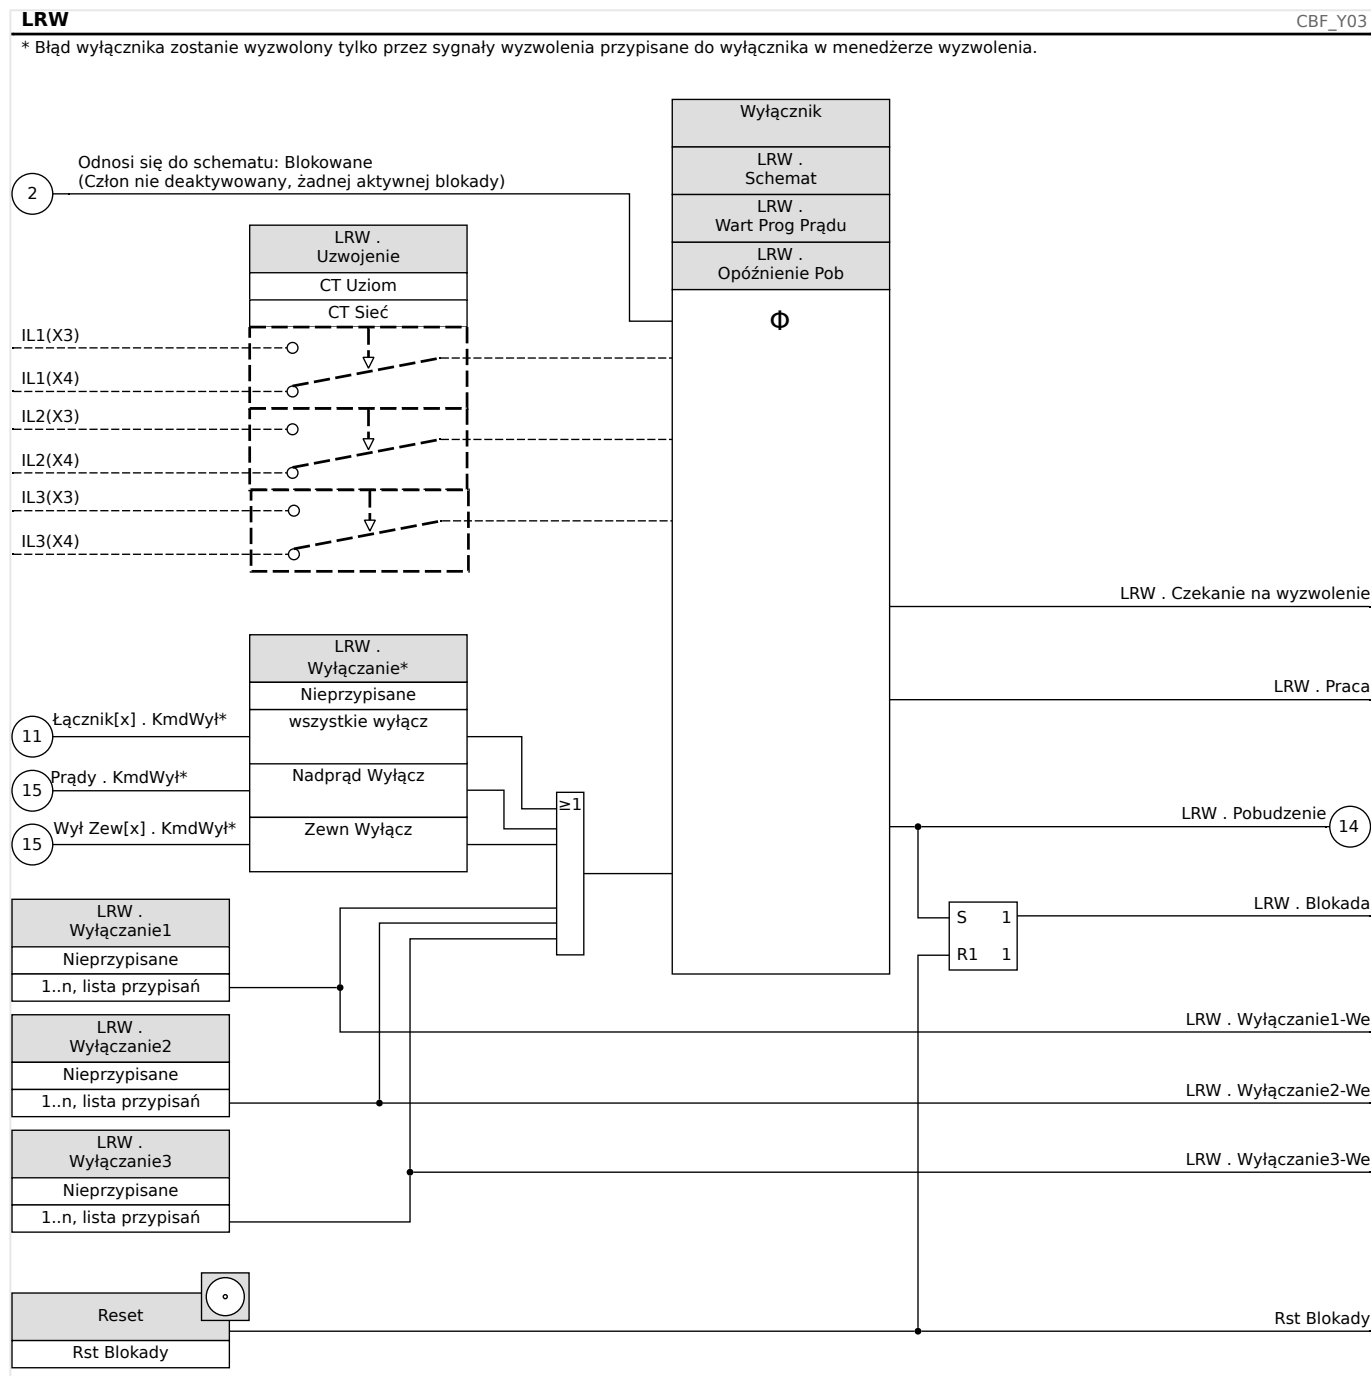 LRW
CBF_Y03
* Błąd wyłącznika zostanie wyzwolony tylko przez sygnały wyzwolenia przypisane do wyłącznika w menedżerze wyzwolenia.
Wyłącznik
LRW .
Schemat
LRW .
Wart Prog Prądu
LRW .
Opóźnienie Pob
Φ
Odnosi się do schematu: Blokowane
(Człon nie deaktywowany, żadnej aktywnej blokady)
2
LRW .
Uzwojenie
CT Uziom
CT Sieć
IL1(X3)
IL1(X4)
IL2(X3)
IL2(X4)
IL3(X3)
IL3(X4)
LRW . Czekanie na wyzwolenie
LRW .
Wyłączanie*
Nieprzypisane
wszystkie wyłącz
Nadprąd Wyłącz
Zewn Wyłącz
LRW . Praca
11
Łącznik[x] . KmdWył*
15
Prądy . KmdWył*
15
Wył Zew[x] . KmdWył*
≥1
LRW . Pobudzenie
14
LRW . Blokada
S 1
R1 1
LRW .
Wyłączanie1
Nieprzypisane
1..n, lista przypisań
LRW . Wyłączanie1-We
LRW .
Wyłączanie2
Nieprzypisane
1..n, lista przypisań
LRW . Wyłączanie2-We
LRW .
Wyłączanie3
Nieprzypisane
1..n, lista przypisań
LRW . Wyłączanie3-We
Reset
Rst Blokady
Rst Blokady